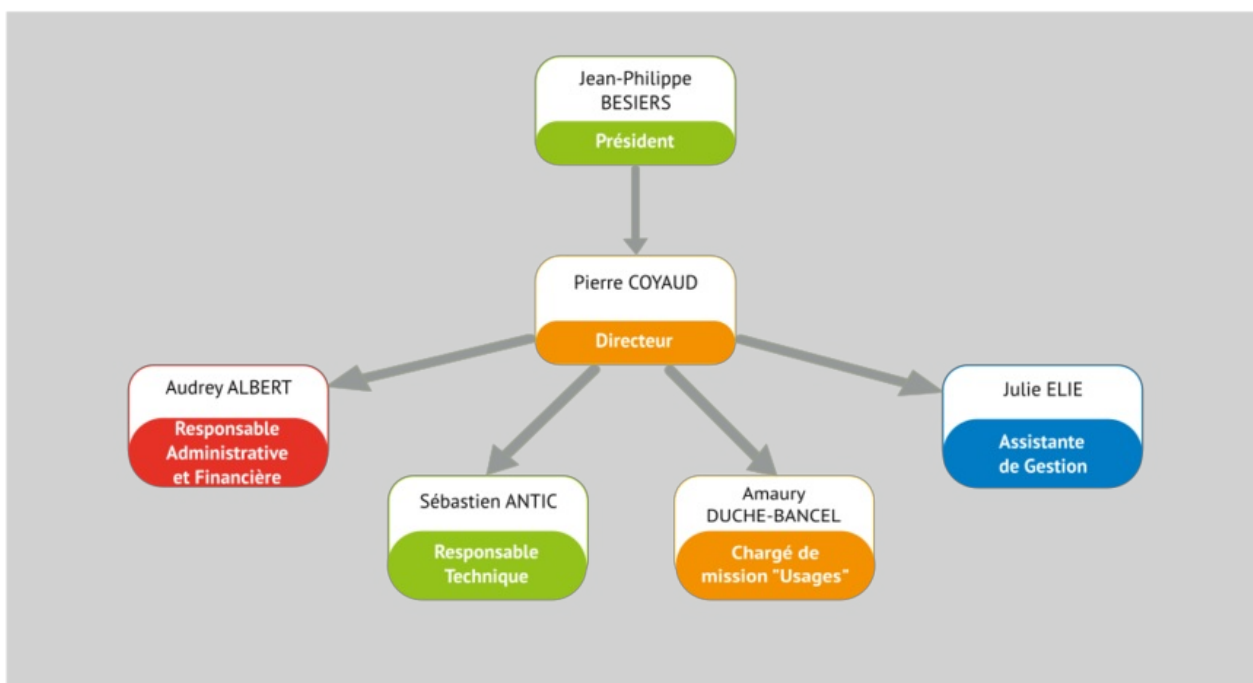 Jean-Philippe
BESIERS
Président
Pierre COYAUD
Directeur
Audrey ALBERT
Responsable
Administrative
et Financière
Sébastien ANTIC
Responsable
Technique
Amaury
DUCHE-BANCEL
Chargé de
mission "Usages"
Julie ELIE
Assistante
de Gestion